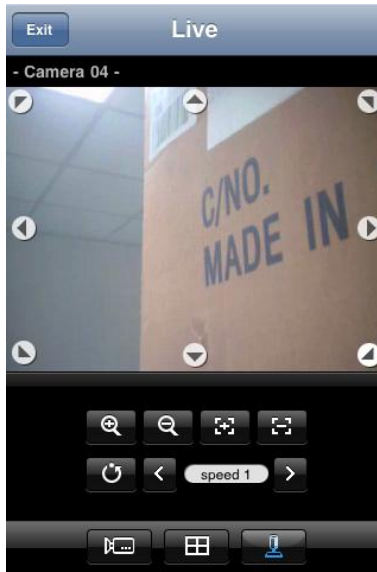 Exit
Live
- Camera 04 -
C/NO.
MADE IN
speed 1